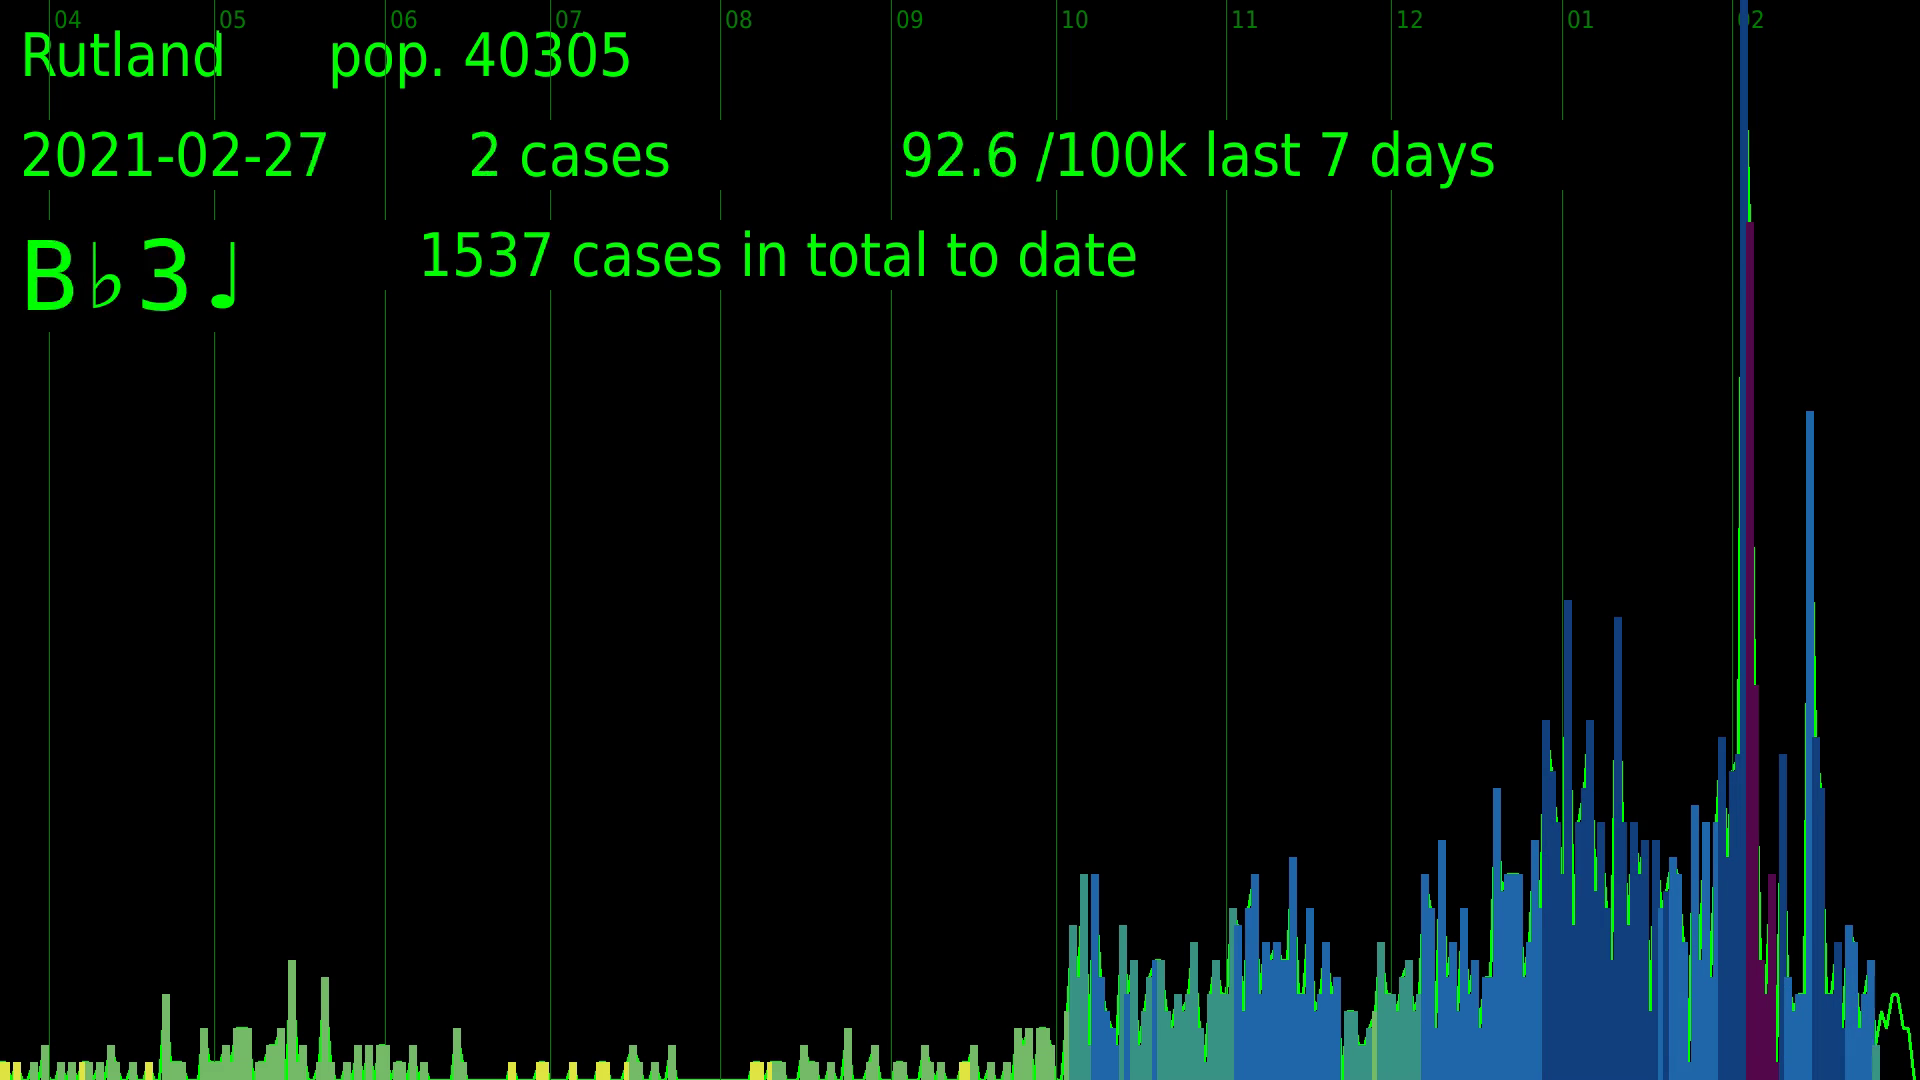 04 05 06 07 08 09 10 11 12 01 02
Rutland pop. 40305
2021-02-27 2 cases 92.6 /100k last 7 days
B♭3♩ 1537 cases in total to date